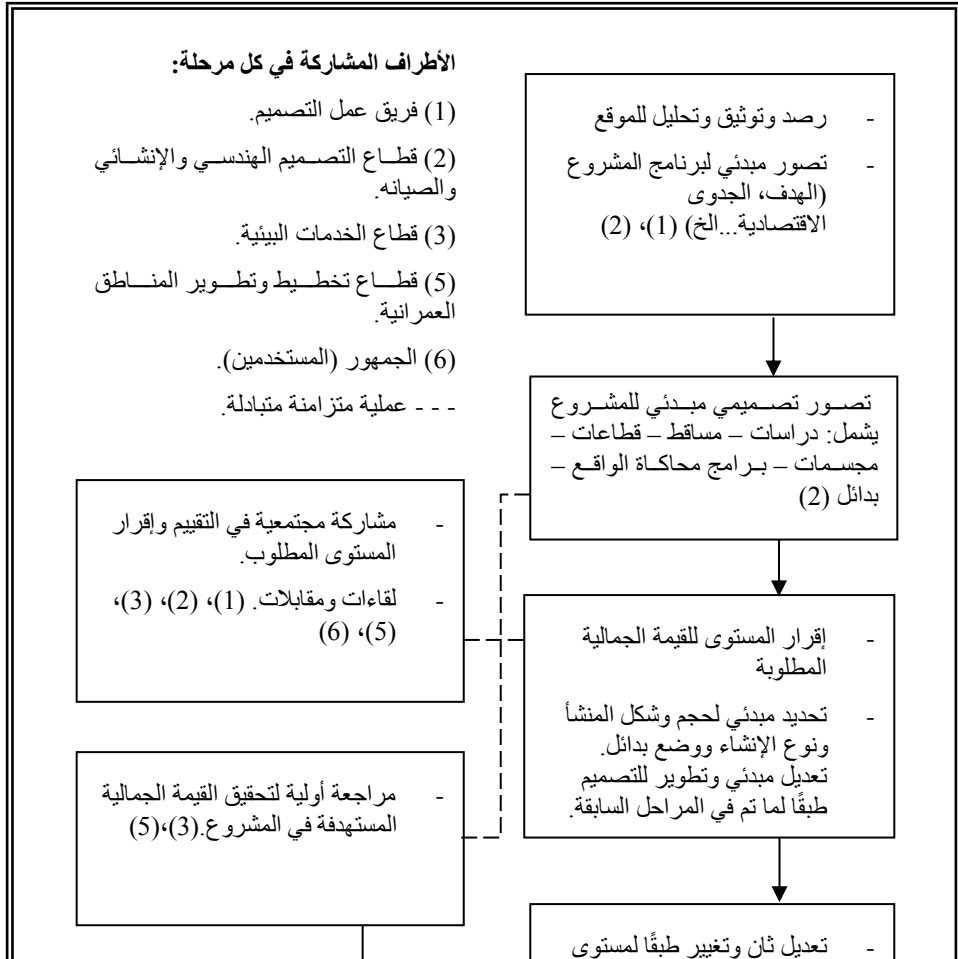 الأطراف المشاركة في كل مرحلة:
(1) فريق عمل التصميم.
(2) قطاع التصميم الهندسي والإنشائي
والصيانه.
(3) قطاع الخدمات البيئية.
(5) قطاع تخطيط وتطوير المناطق
العمرانية.
(6) الجمهور (المستخدمين).
- - - عملية متزامنة متبادلة.
- رصد وتوثيق وتحليل للموقع
- تصور مبدئي لبرنامج المشروع
(الهدف، الجدوى
الاقتصادية...الخ) (1)، (2)
تصور تصميمي مبدئي للمشروع
يشمل: دراسات – مساقط – قطاعات –
مجسمات – برامج محاكاة الواقع –
بدائل (2)
- مشاركة مجتمعية في التقييم وإقرار
المستوى المطلوب.
- لقاءات ومقابلات. (1)، (2)، (3)،
(5)، (6)
- إقرار المستوى للقيمة الجمالية
المطلوبة
- تحديد مبدئي لحجم وشكل المنشأ
ونوع الإنشاء ووضع بدائل.
تعديل مبدئي وتطوير للتصميم
طبقًا لما تم في المراحل السابقة.
- مراجعة أولية لتحقيق القيمة الجمالية
المستهدفة في المشروع.(3)،(5)
- تعديل ثان وتغيير طبقًا لمستوى